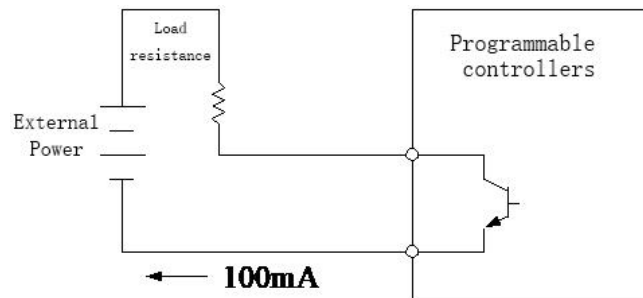 Load
resistance
Programmable
controllers
External
Power
100mA